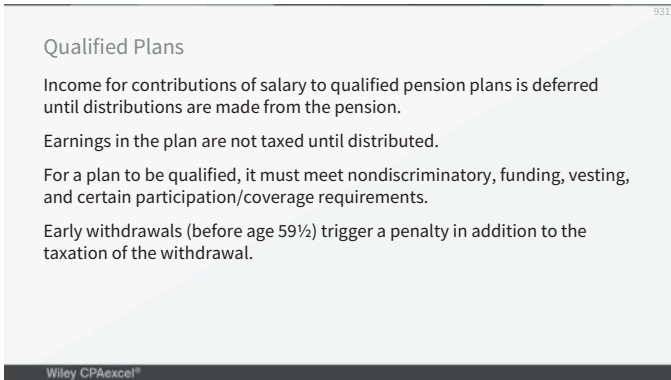 931
Qualified Plans
Income for contributions of salary to qualified pension plans is deferred
until distributions are made from the pension.
Earnings in the plan are not taxed until distributed.
For a plan to be qualified, it must meet nondiscriminatory, funding, vesting,
and certain participation/coverage requirements.
Early withdrawals (before age 59½) trigger a penalty in addition to the
taxation of the withdrawal.
Wiley CPAexcel®